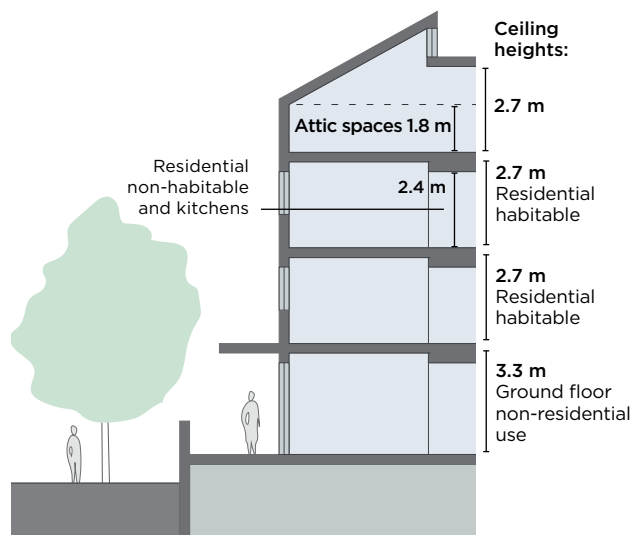 Ceiling
heights:
2.7 m
Attic spaces 1.8 m
Residential
non-habitable
and kitchens
2.4 m
2.7 m
Residential
habitable
2.7 m
Residential
habitable
3.3 m
Ground floor
non-residential
use